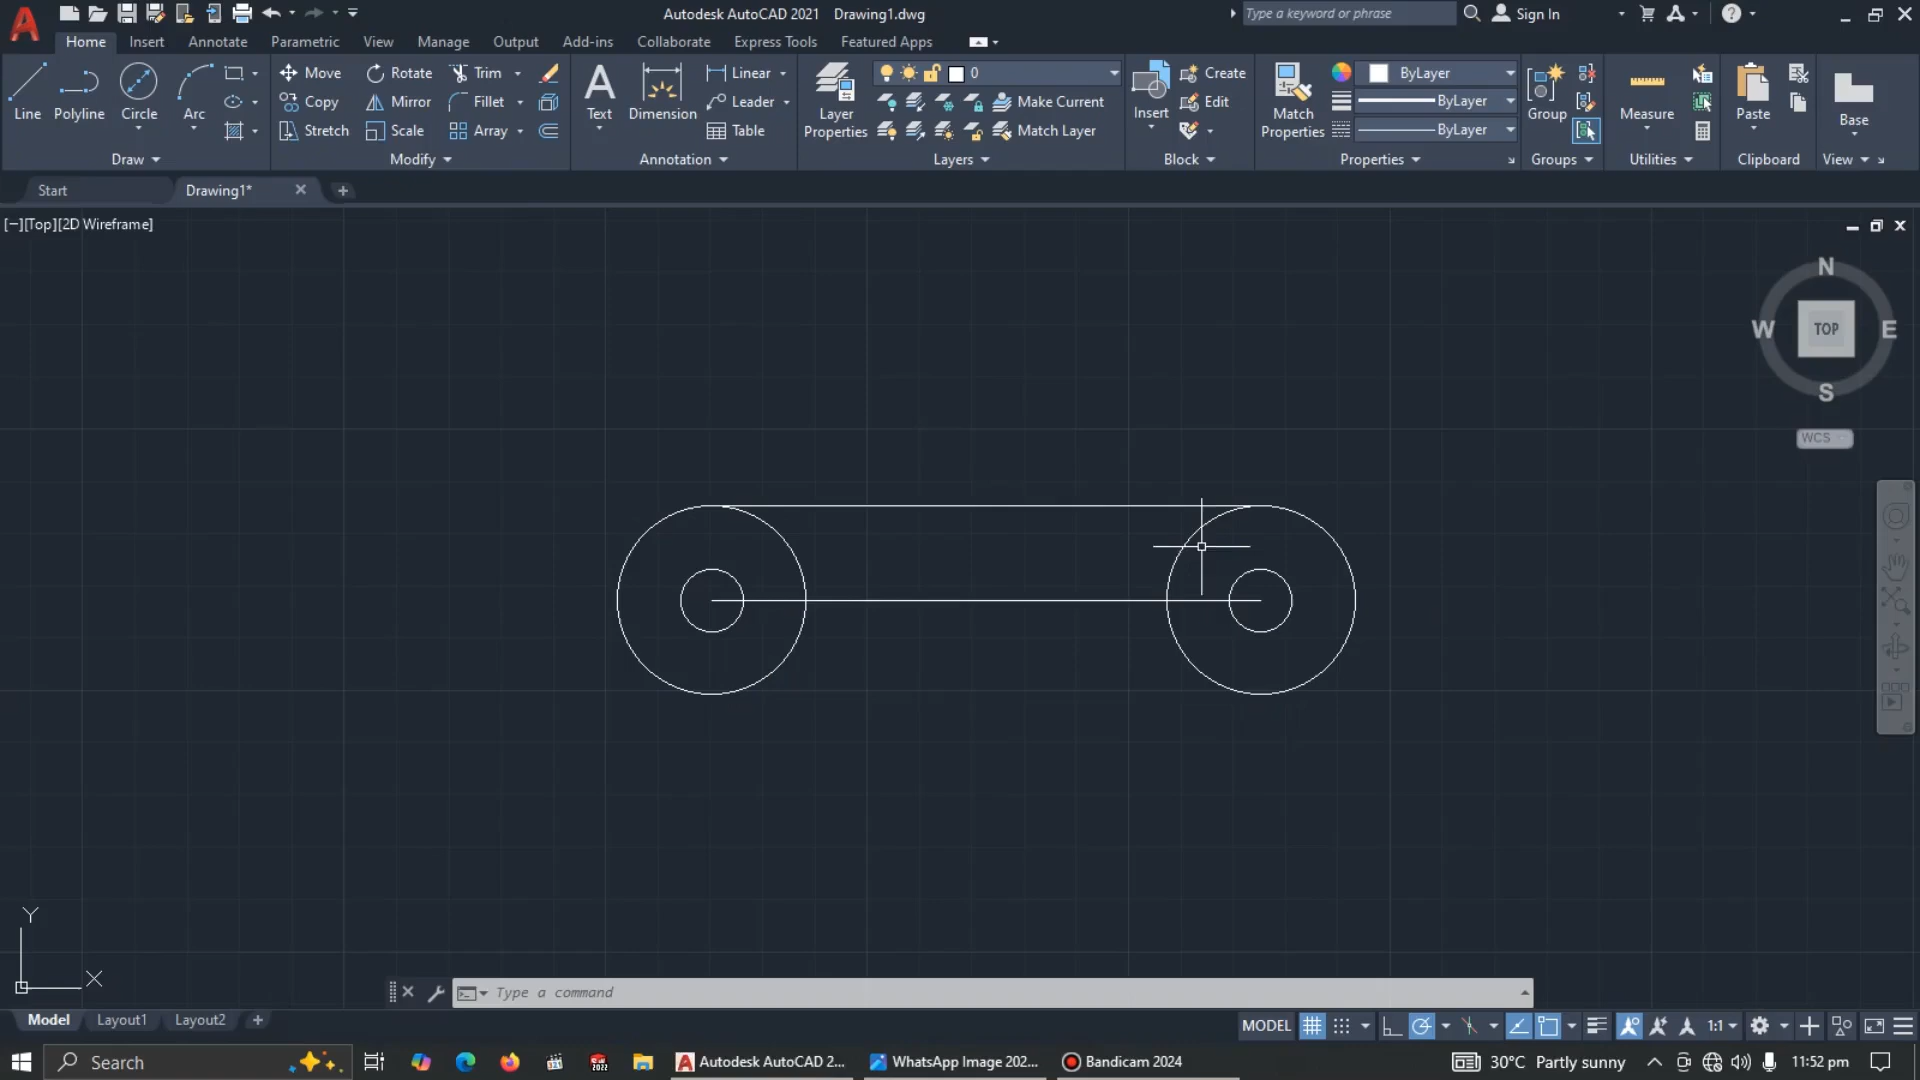 Autodesk AutoCAD 2021 Drawing1.dwg
Type a keyword or phrase
Sign In
Home Insert Annotate Parametric View Manage Output Add-ins Collaborate Express Tools Featured Apps
Line Polyline Circle Arc
Move Rotate Trim
Copy Mirror Fillet
Stretch Scale Array
Text Dimension
Linear
Leader
Table
Layer Properties
0
Make Current
Match Layer
Insert
Create
Edit
Match Properties
ByLayer
ByLayer
ByLayer
Group
Measure
Paste
Base
Draw Modify Annotation Layers Block Properties Groups Utilities Clipboard View
Start Drawing1*
[−][Top][2D Wireframe]
N
W TOP E
S
WCS
Y
X
Type a command
Model Layout1 Layout2
MODEL 1:1
Search
2022
Autodesk AutoCAD 2...
WhatsApp Image 202...
Bandicam 2024
30°C Partly sunny
11:52 pm